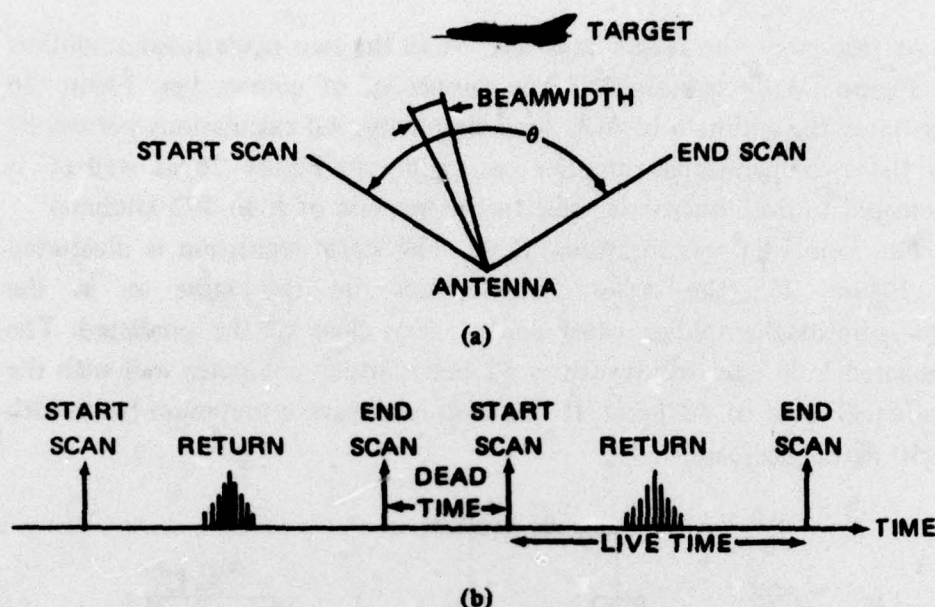 TARGET
BEAMWIDTH
θ
START SCAN
END SCAN
ANTENNA
(a)
START SCAN
RETURN
END SCAN
START SCAN
RETURN
END SCAN
DEAD TIME
TIME
LIVE TIME
(b)